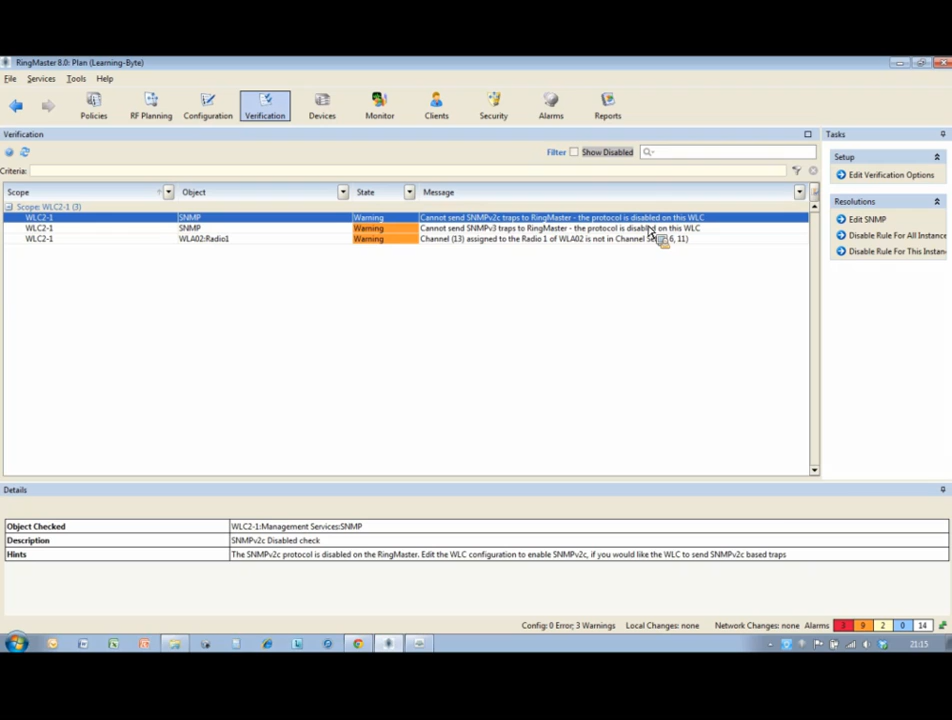 RingMaster 8.0: Plan (Learning-Byte)
File Services Tools Help
Policies RF Planning Configuration Verification Devices Monitor Clients Security Alarms Reports
Verification
Filter Show Disabled
Criteria:
Scope Object State Message
Scope: WLC2-1 (3)
WLC2-1 SNMP Warning Cannot send SNMPv2c traps to RingMaster - the protocol is disabled on this WLC
WLC2-1 SNMP Warning Cannot send SNMPv3 traps to RingMaster - the protocol is disabled on this WLC
WLC2-1 WLA02:Radio1 Warning Channel (13) assigned to the Radio 1 of WLA02 is not in Channel 6, 11)
Tasks
Setup
Edit Verification Options
Resolutions
Edit SNMP
Disable Rule For All Instance
Disable Rule For This Instan
Details
Object Checked WLC2-1:Management Services:SNMP
Description SNMPv2c Disabled check
Hints The SNMPv2c protocol is disabled on the RingMaster. Edit the WLC configuration to enable SNMPv2c, if you would like the WLC to send SNMPv2c based traps
Config: 0 Error; 3 Warnings Local Changes: none Network Changes: none Alarms 3 9 2 0 14
21:15